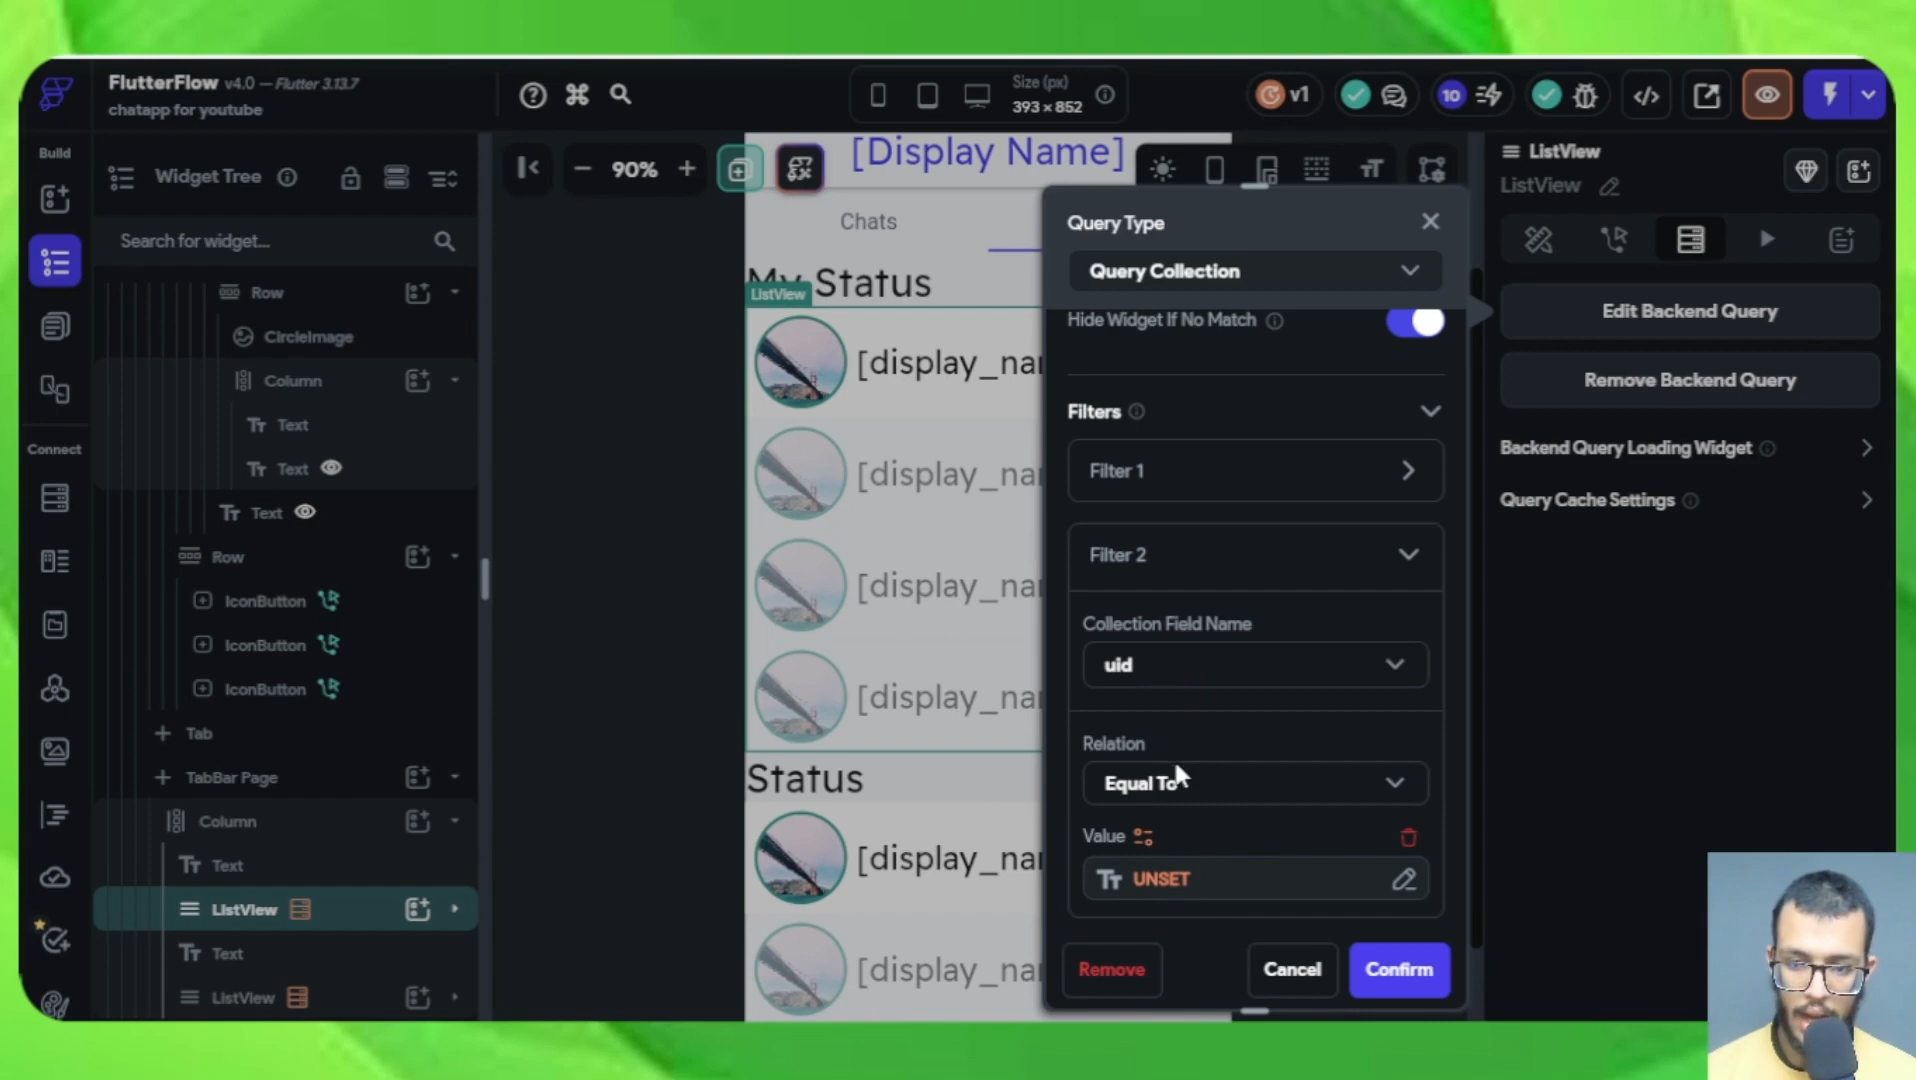 FlutterFlow v4.0 — Flutter 3.13.7
chatapp for youtube
Size (px)
393 × 852
v1
10
Build
Widget Tree
Search for widget...
Row
CircleImage
Column
Text
Text
Text
Row
IconButton
IconButton
IconButton
Tab
TabBar Page
Column
Text
ListView
Text
ListView
Connect
90%
[Display Name]
Chats
My Status
ListView
[display_nar
[display_nar
[display_nar
[display_nar
Status
[display_nar
[display_nar
Query Type
Query Collection
Hide Widget If No Match
Filters
Filter 1
Filter 2
Collection Field Name
uid
Relation
Equal To
Value
UNSET
Remove
Cancel
Confirm
ListView
ListView
Edit Backend Query
Remove Backend Query
Backend Query Loading Widget
Query Cache Settings